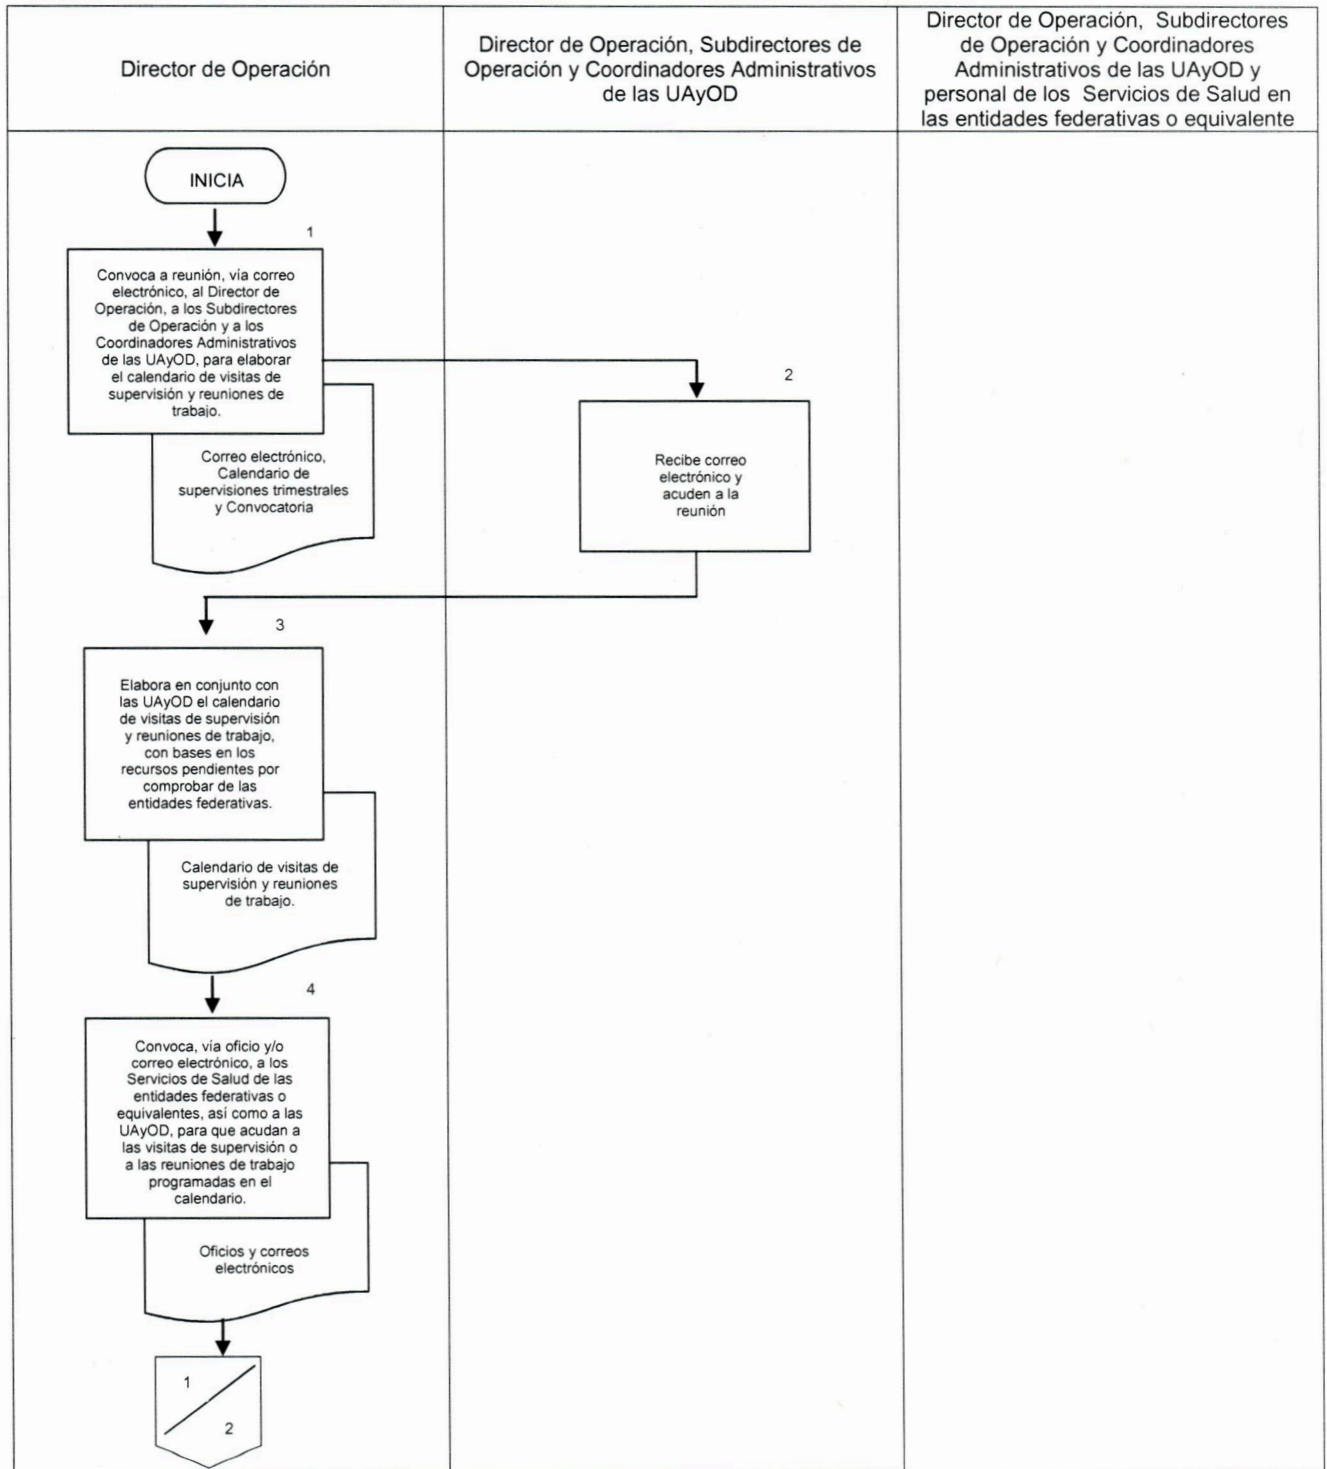 Director de Operación
Director de Operación, Subdirectores de
Operación y Coordinadores Administrativos
de las UAyOD
Director de Operación, Subdirectores
de Operación y Coordinadores
Administrativos de las UAyOD y
personal de los Servicios de Salud en
las entidades federativas o equivalente
INICIA
1
Convoca a reunión, vía correo
electrónico, al Director de
Operación, a los Subdirectores
de Operación y a los
Coordinadores Administrativos
de las UAyOD, para elaborar
el calendario de visitas de
supervisión y reuniones de
trabajo.
Correo electrónico,
Calendario de
supervisiones trimestrales
y Convocatoria
2
Recibe correo
electrónico y
acuden a la
reunión
3
Elabora en conjunto con
las UAyOD el calendario
de visitas de supervisión
y reuniones de trabajo,
con bases en los
recursos pendientes por
comprobar de las
entidades federativas.
Calendario de visitas de
supervisión y reuniones
de trabajo.
4
Convoca, vía oficio y/o
correo electrónico, a los
Servicios de Salud de las
entidades federativas o
equivalentes, así como a las
UAyOD, para que acudan a
las visitas de supervisión o
a las reuniones de trabajo
programadas en el
calendario.
Oficios y correos
electrónicos
1
2